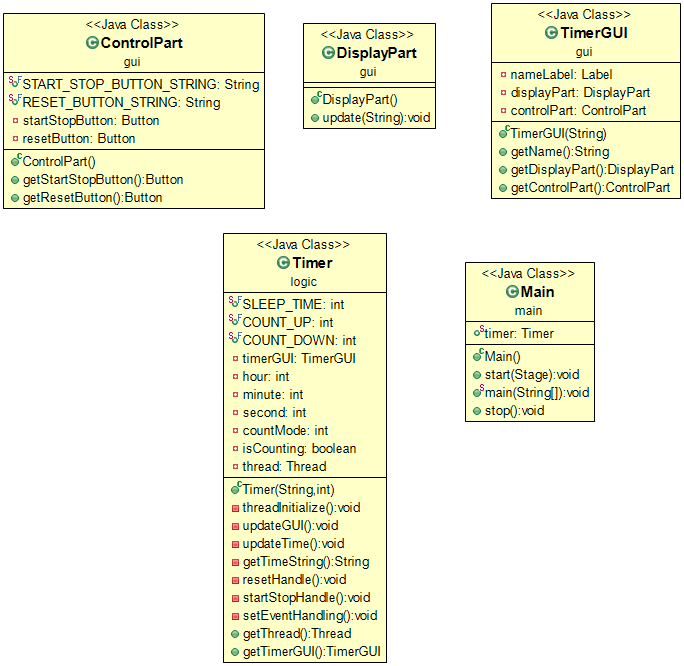 <<Java Class>>
ControlPart
gui
START_STOP_BUTTON_STRING: String
RESET_BUTTON_STRING: String
startStopButton: Button
resetButton: Button
ControlPart()
getStartStopButton():Button
getResetButton():Button
<<Java Class>>
DisplayPart
gui
DisplayPart()
update(String):void
<<Java Class>>
TimerGUI
gui
nameLabel: Label
displayPart: DisplayPart
controlPart: ControlPart
TimerGUI(String)
getName():String
getDisplayPart():DisplayPart
getControlPart():ControlPart
<<Java Class>>
Timer
logic
SLEEP_TIME: int
COUNT_UP: int
COUNT_DOWN: int
timerGUI: TimerGUI
hour: int
minute: int
second: int
countMode: int
isCounting: boolean
thread: Thread
Timer(String,int)
threadInitialize():void
updateGUI():void
updateTime():void
getTimeString():String
resetHandle():void
startStopHandle():void
setEventHandling():void
getThread():Thread
getTimerGUI():TimerGUI
<<Java Class>>
Main
main
timer: Timer
Main()
start(Stage):void
main(String[]):void
stop():void